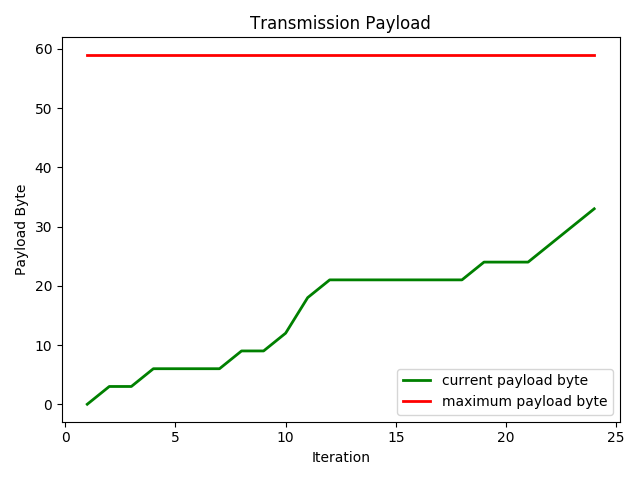 Transmission Payload
60
50
40
30
20
10
0
Payload Byte
current payload byte
maximum payload byte
0 5 10 15 20 25
Iteration